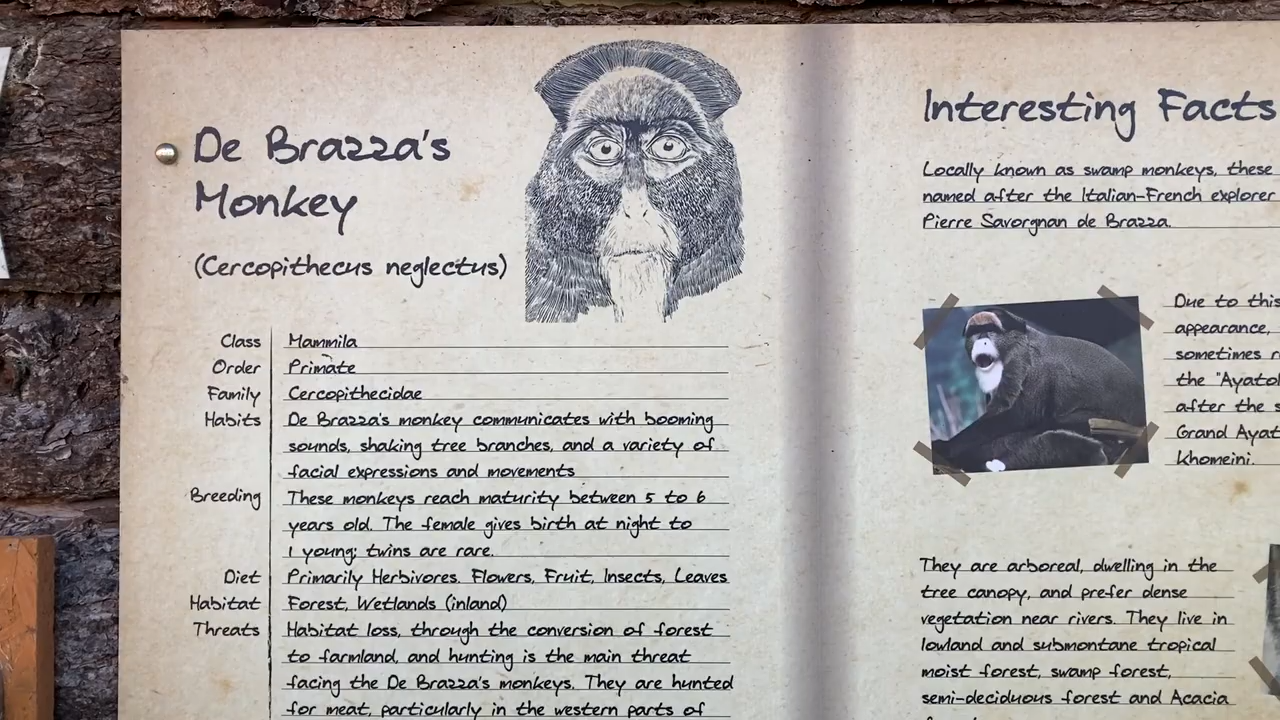 De Brazza's
Monkey
(Cercopithecus neglectus)
Class Mammila
Order Primate
Family Cercopithecidae
Habits De Brazza's monkey communicates with booming
sounds, shaking tree branches, and a variety of
facial expressions and movements
Breeding These monkeys reach maturity between 5 to 6
years old. The female gives birth at night to
1 young; twins are rare.
Diet Primarily Herbivores. Flowers, Fruit, Insects, Leaves
Habitat Forest, Wetlands (inland)
Threats Habitat loss, through the conversion of forest
to farmland, and hunting is the main threat
facing the De Brazza's monkeys. They are hunted
for meat, particularly in the western parts of
Interesting Facts
Locally known as swamp monkeys, these
named after the Italian-French explorer
Pierre Savorgnan de Brazza.
Due to this
appearance,
sometimes
the
after the
Grand
Khomeini.
They are arboreal, dwelling in the
tree canopy, and prefer dense
vegetation near rivers. They live in
lowland and submontane tropical
moist forest, swamp forest,
semi-deciduous forest and Acacia